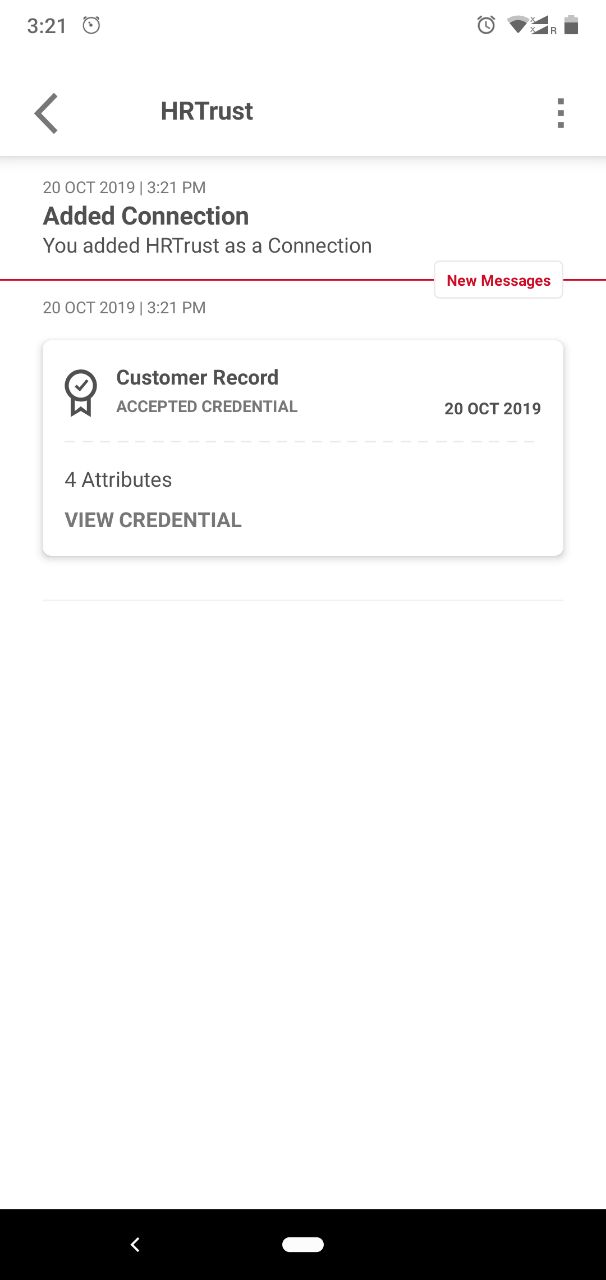 3:21
R
HRTrust
20 OCT 2019 | 3:21 PM
Added Connection
You added HRTrust as a Connection
New Messages
20 OCT 2019 | 3:21 PM
Customer Record
ACCEPTED CREDENTIAL
20 OCT 2019
4 Attributes
VIEW CREDENTIAL